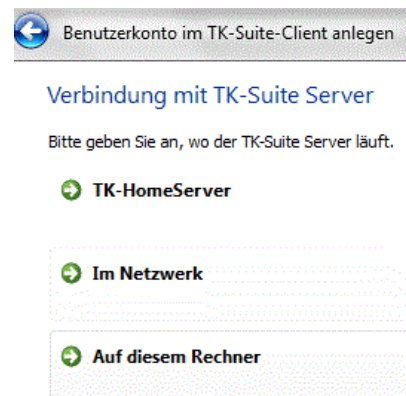 Benutzerkonto im TK-Suite-Client anlegen
Verbindung mit TK-Suite Server
Bitte geben Sie an, wo der TK-Suite Server läuft.
TK-HomeServer
Im Netzwerk
Auf diesem Rechner